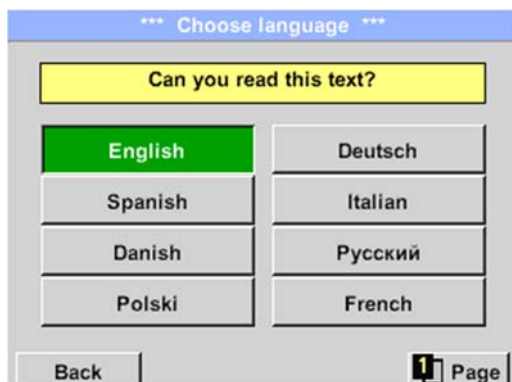 *** Choose language ***
Can you read this text?
English Deutsch
Spanish Italian
Danish Русский
Polski French
Back 1 Page